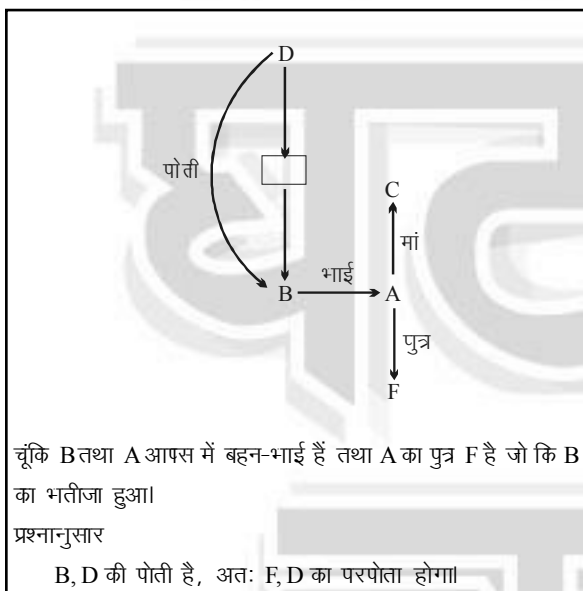 D
पोती
C
मां
भाई
B
A
पुत्र
F
चूंकि B तथा A आपस में बहन-भाई हैं तथा A का पुत्र F है जो कि B
का भतीजा हुआ।
प्रश्नानुसार
B, D की पोती है, अतः F, D का परपोता होगा।